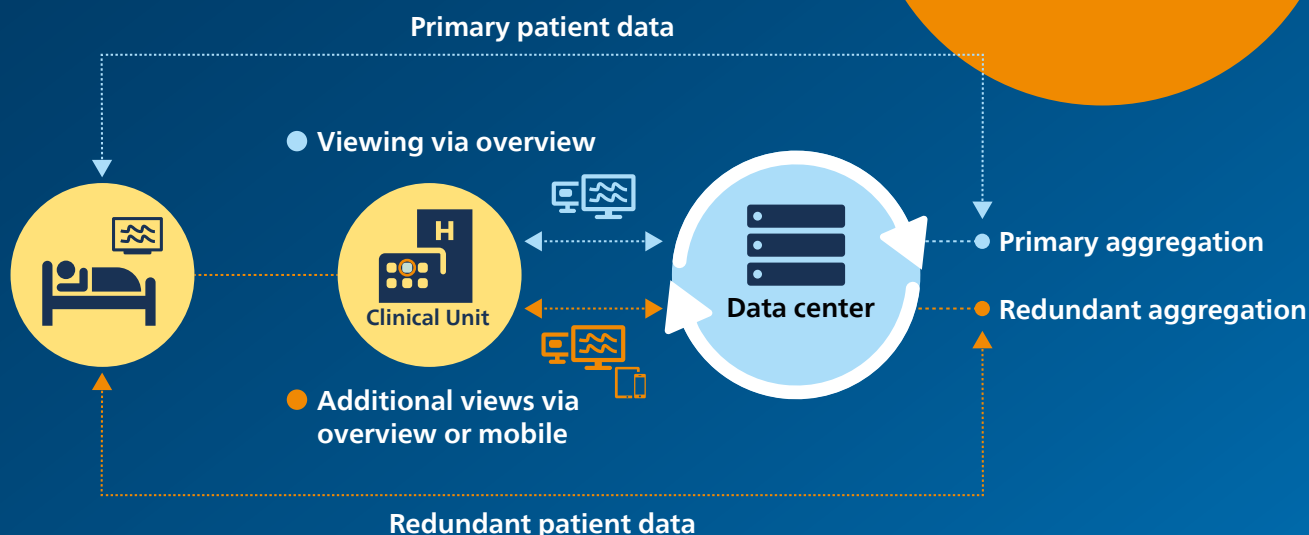 Primary patient data
Viewing via overview
H
Clinical Unit
Data center
Primary aggregation
Redundant aggregation
Additional views via
overview or mobile
Redundant patient data